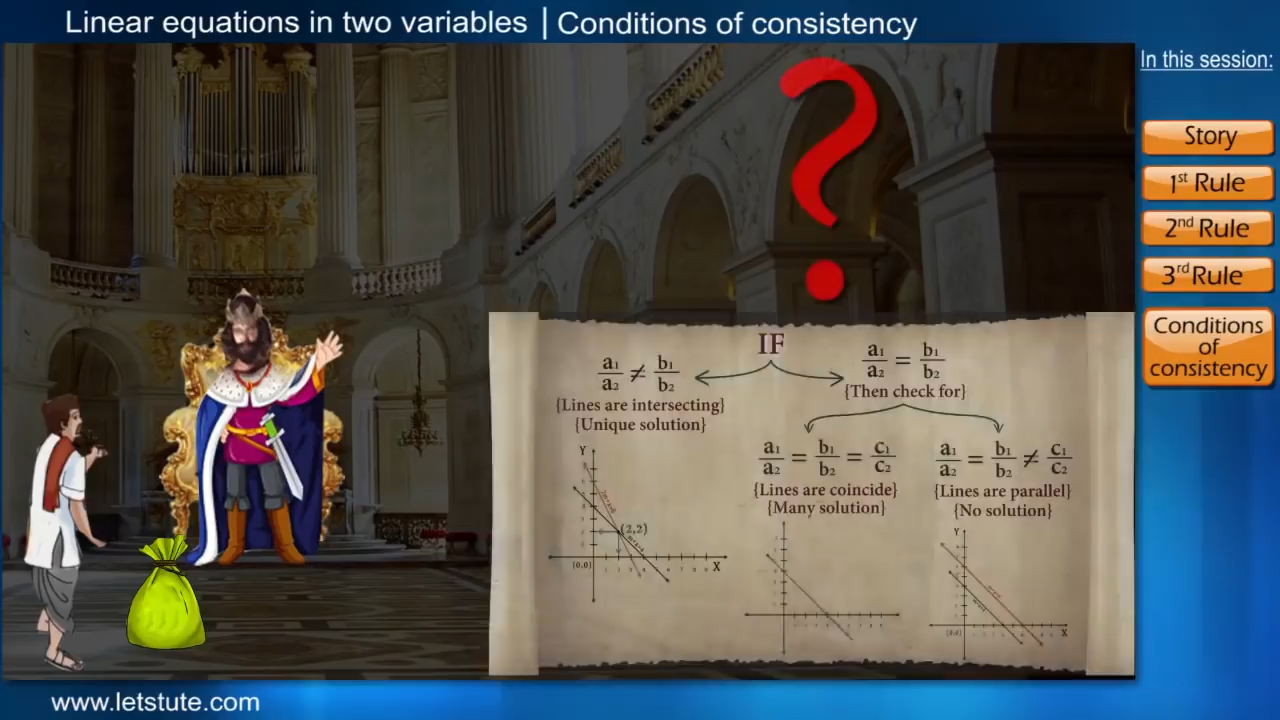 Linear equations in two variables | Conditions of consistency
In this session:
Story
1st Rule
2nd Rule
3rd Rule
Conditions
of
consistency
IF
a₁/a₂ ≠ b₁/b₂
{Lines are intersecting}
{Unique solution}
a₁/a₂ = b₁/b₂
{Then check for}
a₁/a₂ = b₁/b₂ = c₁/c₂
{Lines are coincide}
{Many solution}
a₁/a₂ = b₁/b₂ ≠ c₁/c₂
{Lines are parallel}
{No solution}
Y
(2,2)
(0,0)
X
Y
(0,0)
X
www.letstute.com